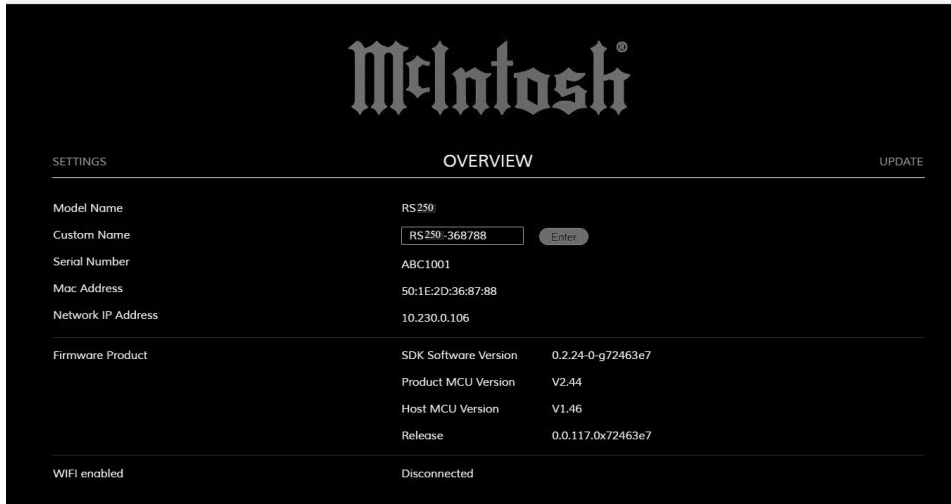 McIntosh®
SETTINGS OVERVIEW UPDATE
Model Name RS250
Custom Name RS250-368788 Enter
Serial Number ABC1001
Mac Address 50:1E:2D:36:87:88
Network IP Address 10.230.0.106
Firmware Product SDK Software Version 0.2.24-0-g72463e7
Product MCU Version V2.44
Host MCU Version V1.46
Release 0.0.117.0x72463e7
WIFI enabled Disconnected